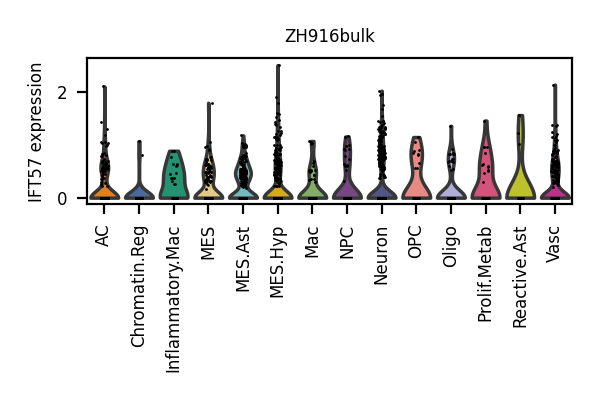 ZH916bulk
IFT57 expression
2
0
AC
Chromatin.Reg
Inflammatory.Mac
MES
MES.Ast
MES.Hyp
Mac
NPC
Neuron
OPC
Oligo
Prolif.Metab
Reactive.Ast
Vasc